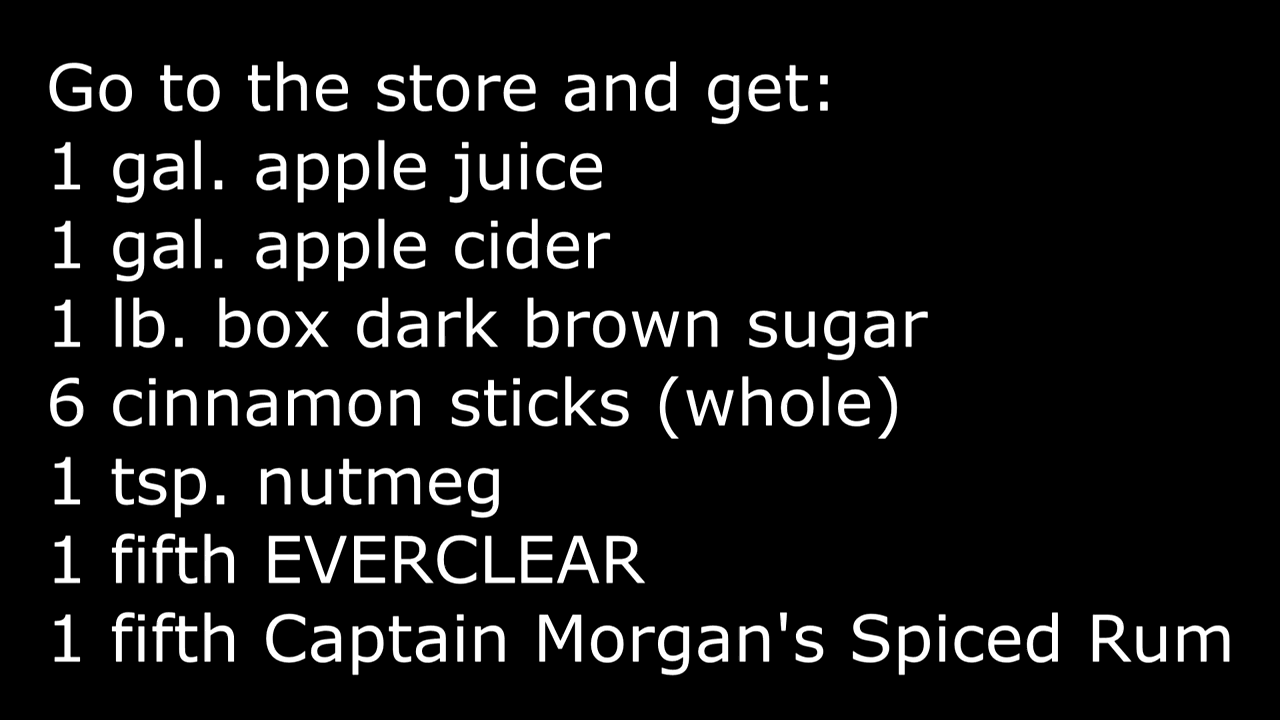 Go to the store and get:
1 gal. apple juice
1 gal. apple cider
1 lb. box dark brown sugar
6 cinnamon sticks (whole)
1 tsp. nutmeg
1 fifth EVERCLEAR
1 fifth Captain Morgan's Spiced Rum